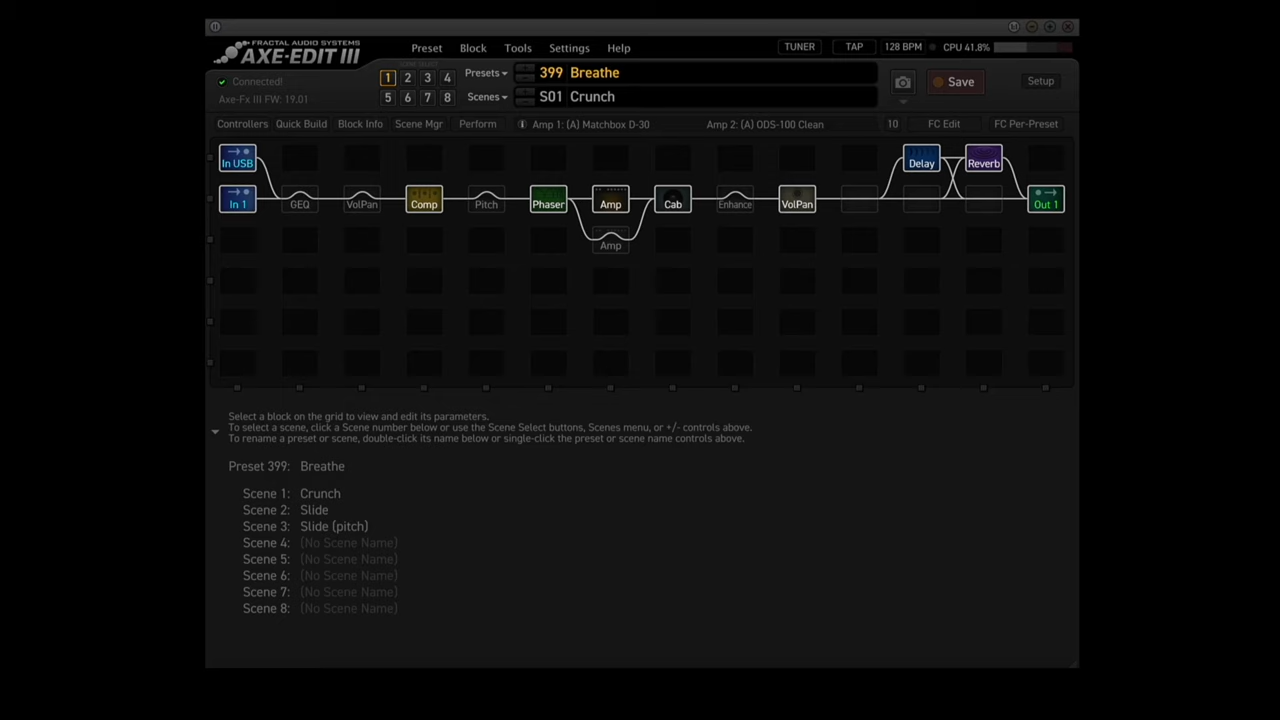 FRACTAL AUDIO SYSTEMS
AXE-EDIT III
Preset Block Tools Settings Help
TUNER TAP 128 BPM CPU 41.8%
Connected!
Axe-Fx III FW: 19.01
SCENE SELECT
1 2 3 4
5 6 7 8
Presets
399 Breathe
Scenes
S01 Crunch
Save
Setup
Controllers Quick Build Block Info Scene Mgr Perform
Amp 1: (A) Matchbox D-30 Amp 2: (A) ODS-100 Clean
10 FC Edit FC Per-Preset
In USB Delay Reverb
In 1 GEQ VolPan Comp Pitch Phaser Amp Cab Enhance VolPan Out 1
Amp
Select a block on the grid to view and edit its parameters.
To select a scene, click a Scene number below or use the Scene Select buttons, Scenes menu, or +/- controls above.
To rename a preset or scene, double-click its name below or single-click the preset or scene name controls above.
Preset 399: Breathe
Scene 1: Crunch
Scene 2: Slide
Scene 3: Slide (pitch)
Scene 4: (No Scene Name)
Scene 5: (No Scene Name)
Scene 6: (No Scene Name)
Scene 7: (No Scene Name)
Scene 8: (No Scene Name)